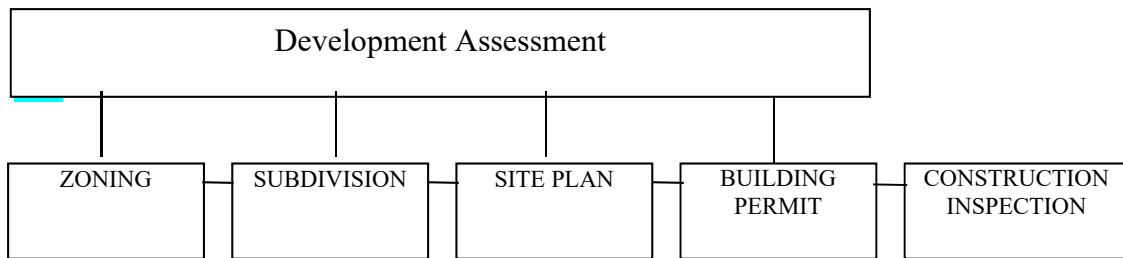 Development Assessment
ZONING
SUBDIVISION
SITE PLAN
BUILDING
PERMIT
CONSTRUCTION
INSPECTION